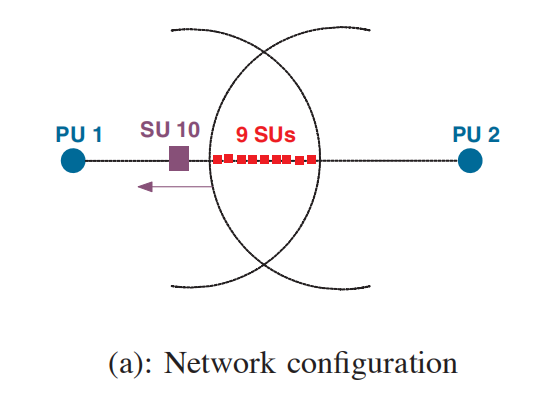 PU 1
SU 10
9 SUs
PU 2
(a): Network configuration